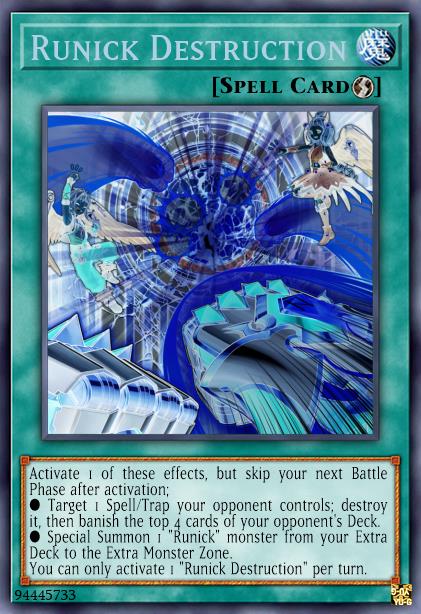 RUNICK DESTRUCTION 魔
[SPELL CARD]
Activate 1 of these effects, but skip your next Battle
Phase after activation;
● Target 1 Spell/Trap your opponent controls; destroy
it, then banish the top 4 cards of your opponent's Deck.
● Special Summon 1 "Runick" monster from your Extra
Deck to the Extra Monster Zone.
You can only activate 1 "Runick Destruction" per turn.
94445733